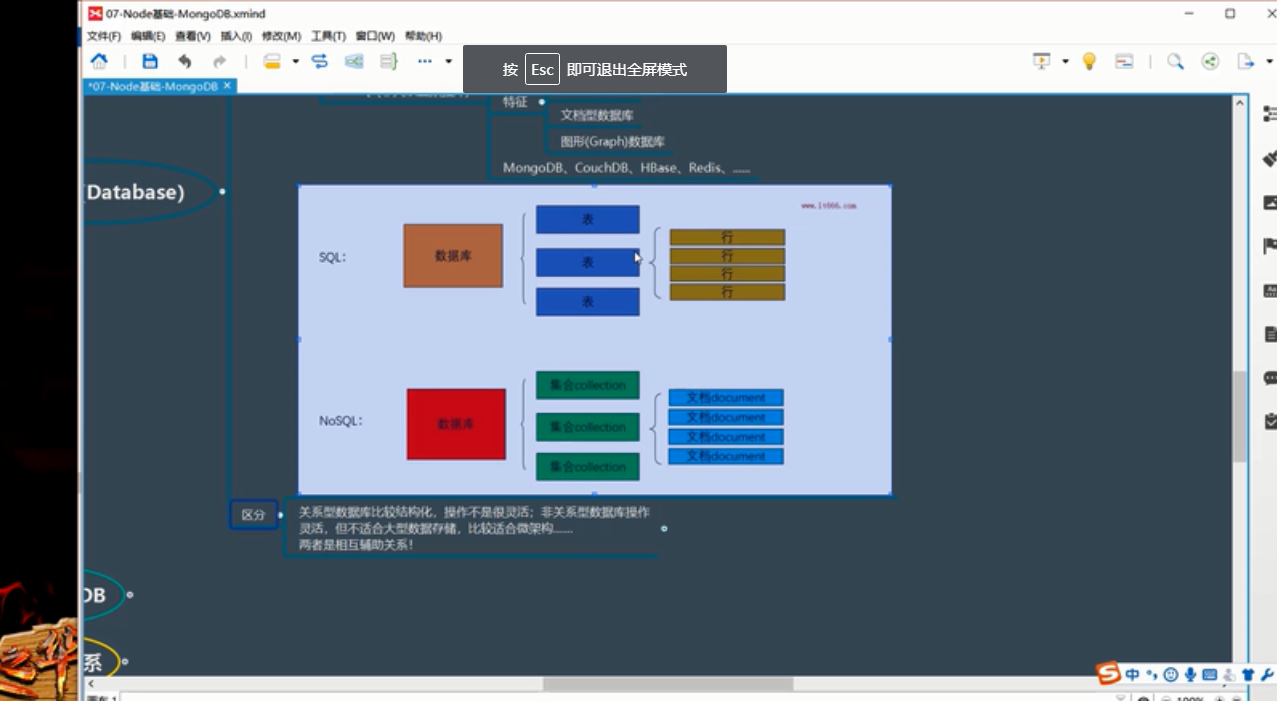 07-Node基础-MongoDB.xmind
文件(F) 编辑(E) 查看(V) 插入(I) 修改(M) 工具(T) 窗口(W) 帮助(H)
按 Esc 即可退出全屏模式
*07-Node基础-MongoDB
特征
文档型数据库
图形(Graph)数据库
MongoDB、CouchDB、HBase、Redis、……
Database)
www.it666.com
SQL:
数据库
表
表
表
行
行
行
行
NoSQL:
数据库
集合collection
集合collection
集合collection
文档document
文档document
文档document
文档document
区分
关系型数据库比较结构化，操作不是很灵活；非关系型数据库操作
灵活，但不适合大型数据存储，比较适合微架构……
两者是相互辅助关系！
DB
系
中
100%